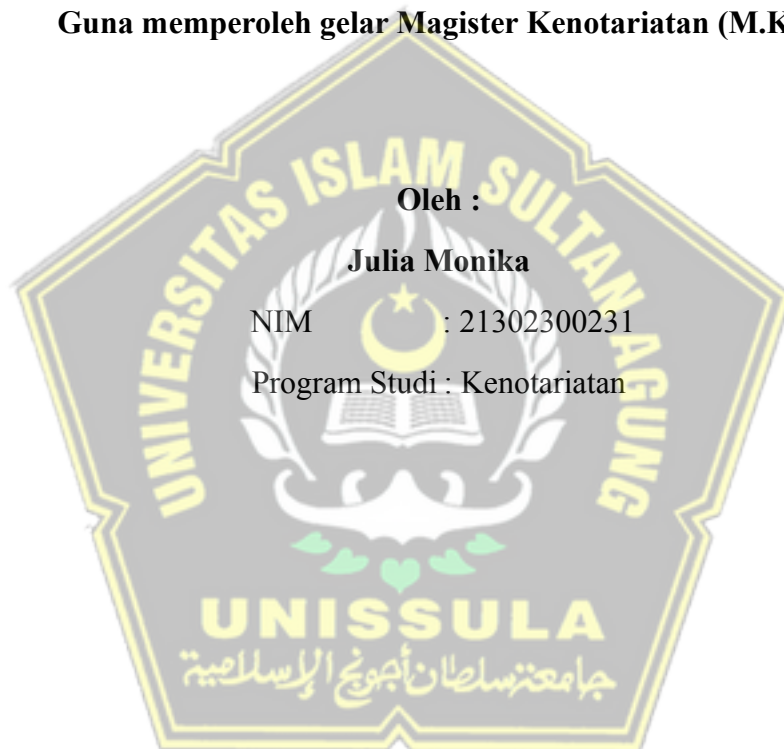 Guna memperoleh gelar Magister Kenotariatan (M.K
UNIVERSITAS ISLAM SULTAN AGUNG
Oleh :
Julia Monika
NIM : 21302300231
Program Studi : Kenotariatan
UNISSULA
جامعة سلطان أجونج الإسلامية